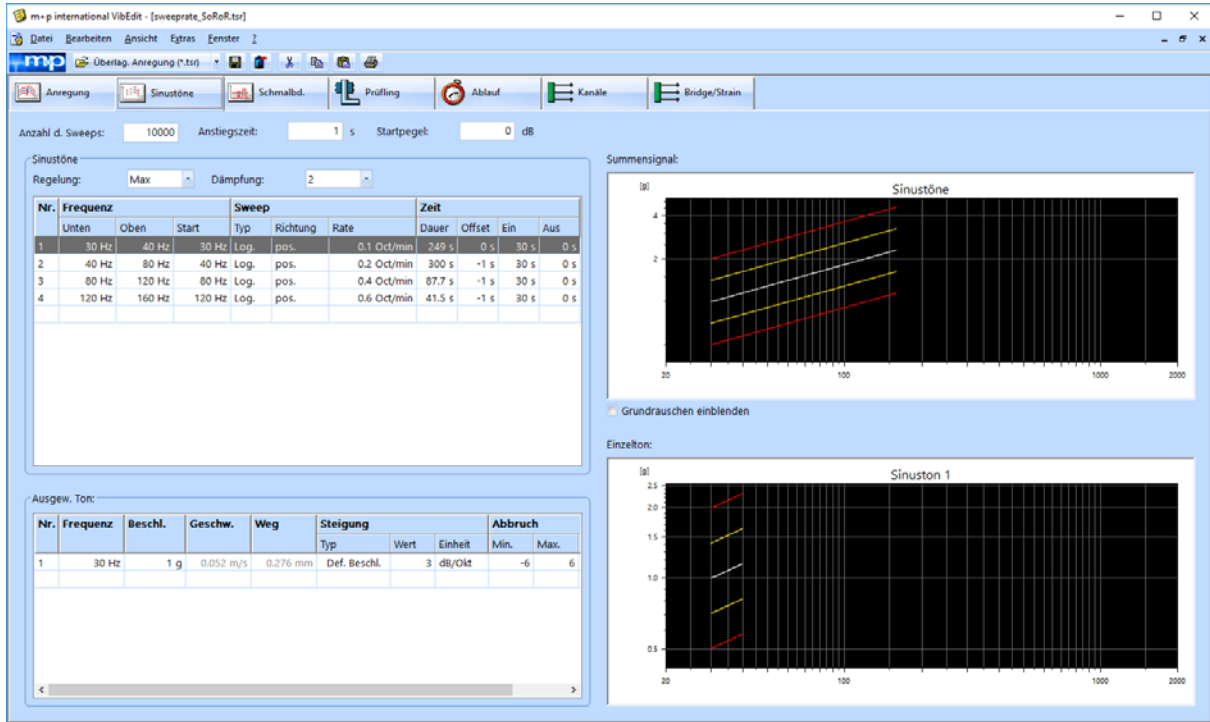 m+p international VibEdit - [sweeprate_SoRoR.tsr]
Datei Bearbeiten Ansicht Extras Fenster ?
mp Überlag. Anregung (*.tsr)
Anregung Sinustöne Schmalbd. Prüfling Ablauf Kanäle Bridge/Strain
Anzahl d. Sweeps: 10000 Anstiegszeit: 1 s Startpegel: 0 dB
Sinustöne
Regelung: Max Dämpfung: 2
Nr. Frequenz Sweep Zeit
Unten Oben Start Typ Richtung Rate Dauer Offset Ein Aus
1 30 Hz 40 Hz 30 Hz Log. pos. 0.1 Oct/min 249 s 0 s 30 s 0 s
2 40 Hz 80 Hz 40 Hz Log. pos. 0.2 Oct/min 300 s -1 s 30 s 0 s
3 80 Hz 120 Hz 80 Hz Log. pos. 0.4 Oct/min 87.7 s -1 s 30 s 0 s
4 120 Hz 160 Hz 120 Hz Log. pos. 0.6 Oct/min 41.5 s -1 s 30 s 0 s
Ausgew. Ton:
Nr. Frequenz Beschl. Geschw. Weg Steigung Abbruch
Typ Wert Einheit Min. Max.
1 30 Hz 1 g 0.052 m/s 0.276 mm Def. Beschl. 3 dB/Okt -6 6
Summensignal:
[g]
Sinustöne
4
2
20 100 1000 2000
Grundrauschen einblenden
Einzelton:
[g]
Sinuston 1
2.5
2.0
1.5
1.0
0.5
20 100 1000 2000